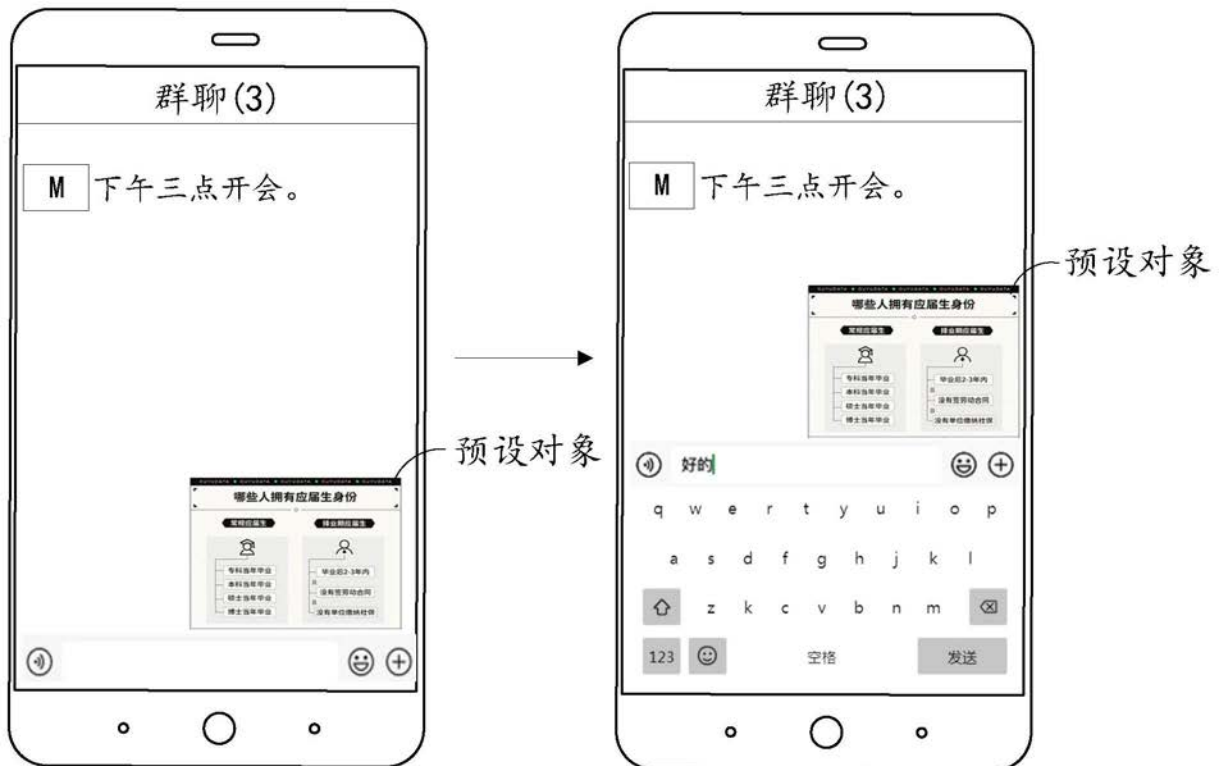 群聊(3)
M 下午三点开会。
预设对象
哪些人拥有应届生身份
常规应届生
择业期应届生
专科当年毕业
本科当年毕业
硕士当年毕业
博士当年毕业
毕业后2-3年内
且
没有签劳动合同
且
没有单位缴纳社保
群聊(3)
M 下午三点开会。
预设对象
哪些人拥有应届生身份
常规应届生
择业期应届生
专科当年毕业
本科当年毕业
硕士当年毕业
博士当年毕业
毕业后2-3年内
且
没有签劳动合同
且
没有单位缴纳社保
好的
q w e r t y u i o p
a s d f g h j k l
z k c v b n m
123 空格 发送